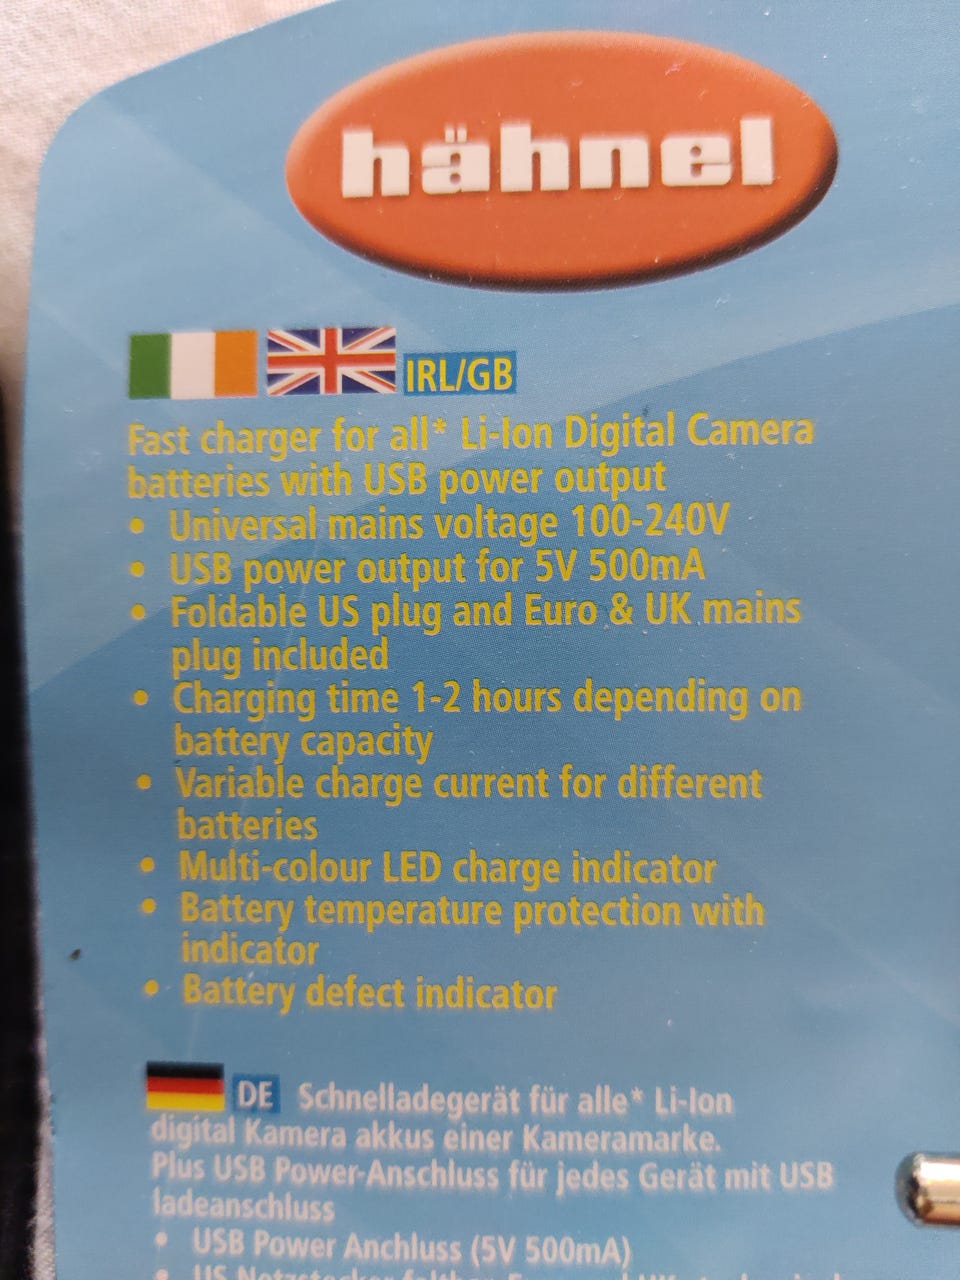 hähnel
IRL/GB
Fast charger for all* Li-Ion Digital Camera
batteries with USB power output
• Universal mains voltage 100-240V
• USB power output for 5V 500mA
• Foldable US plug and Euro & UK mains
plug included
• Charging time 1-2 hours depending on
battery capacity
• Variable charge current for different
batteries
• Multi-colour LED charge indicator
• Battery temperature protection with
indicator
• Battery defect indicator
DE Schnelladegerät für alle* Li-Ion
digital Kamera akkus einer Kameramarke.
Plus USB Power-Anschluss für jedes Gerät mit USB
ladeanschluss
• USB Power Anchluss (5V 500mA)
• US Netzstecker